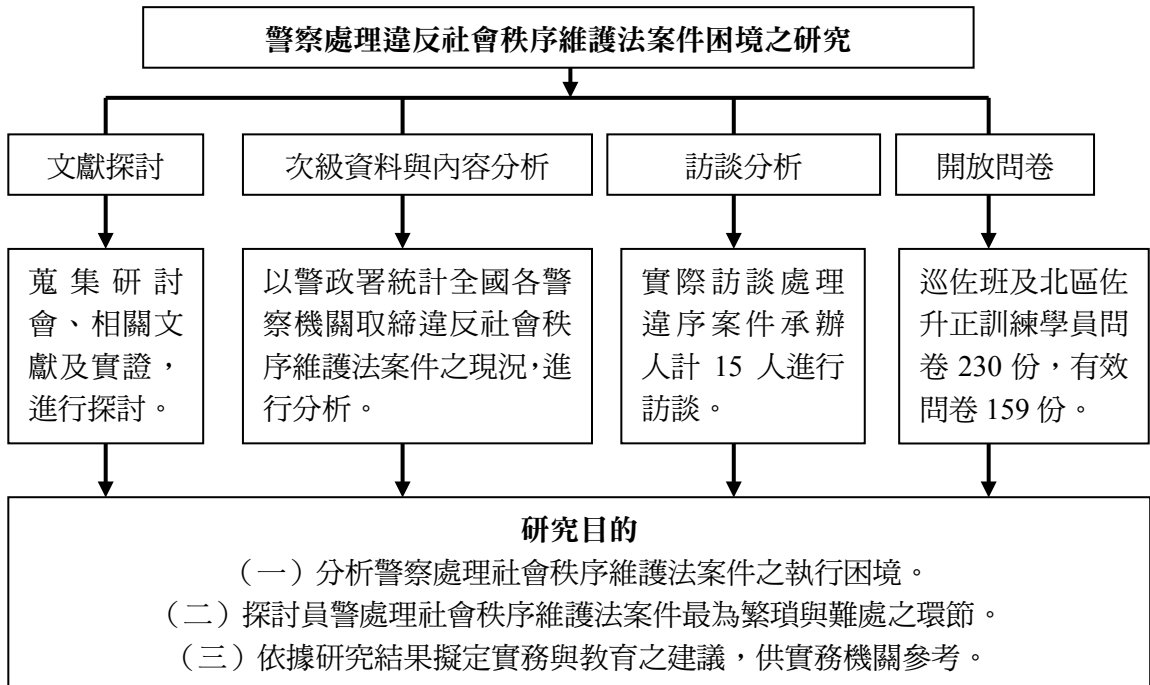 警察處理違反社會秩序維護法案件困境之研究
文獻探討
次級資料與內容分析
訪談分析
開放問卷
蒐集研討
會、相關文
獻及實證，
進行探討。
以警政署統計全國各警
察機關取締違反社會秩
序維護法案件之現況，進
行分析。
實際訪談處理
違序案件承辦
人計 15 人進行
訪談。
巡佐班及北區佐
升正訓練學員問
卷 230 份，有效
問卷 159 份。
研究目的
（一）分析警察處理社會秩序維護法案件之執行困境。
（二）探討員警處理社會秩序維護法案件最為繁瑣與難處之環節。
（三）依據研究結果擬定實務與教育之建議，供實務機關參考。